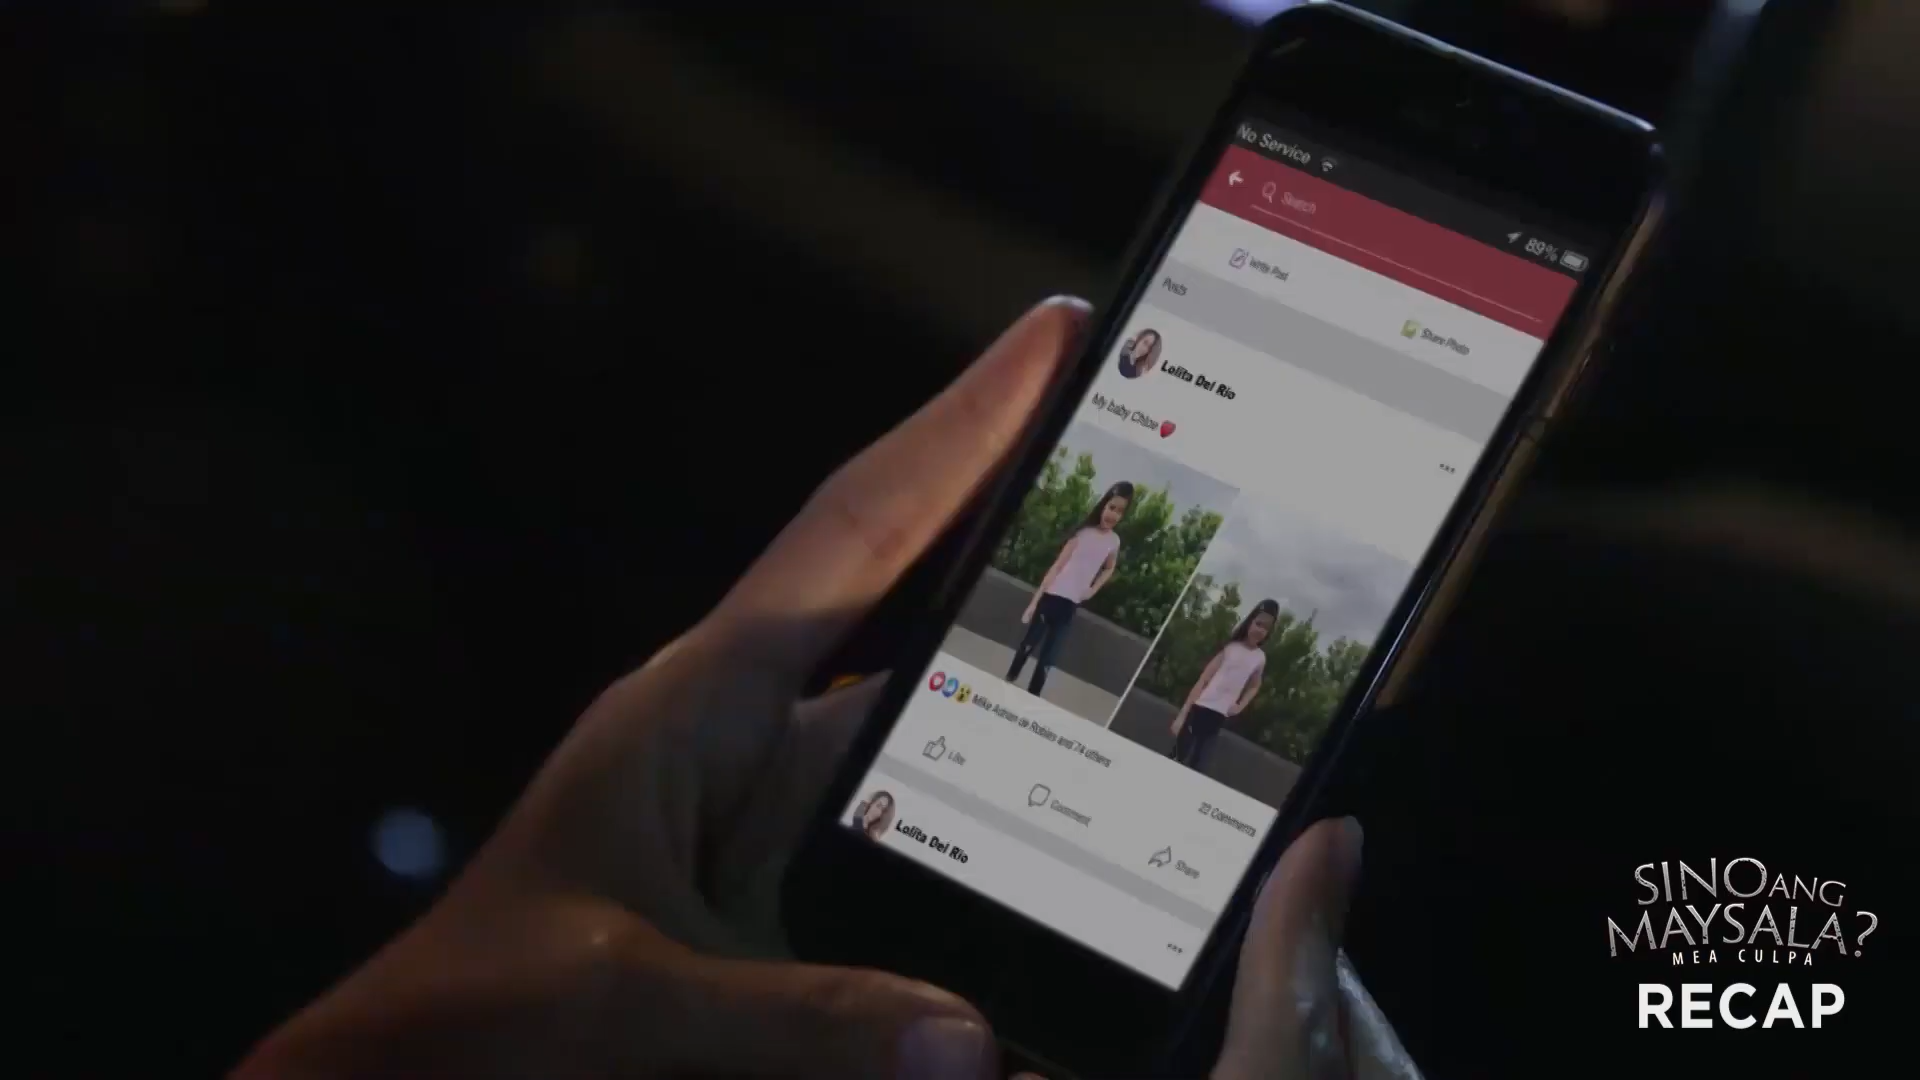 No Service
89%
Search
Write Post
Share Photo
Posts
Lolita Del Rio
My baby Chloe
Mike Adrian de Robles and 74 others
22 Comments
Like
Comment
Share
Lolita Del Rio
SINO ANG
MAYSALA?
MEA CULPA
RECAP